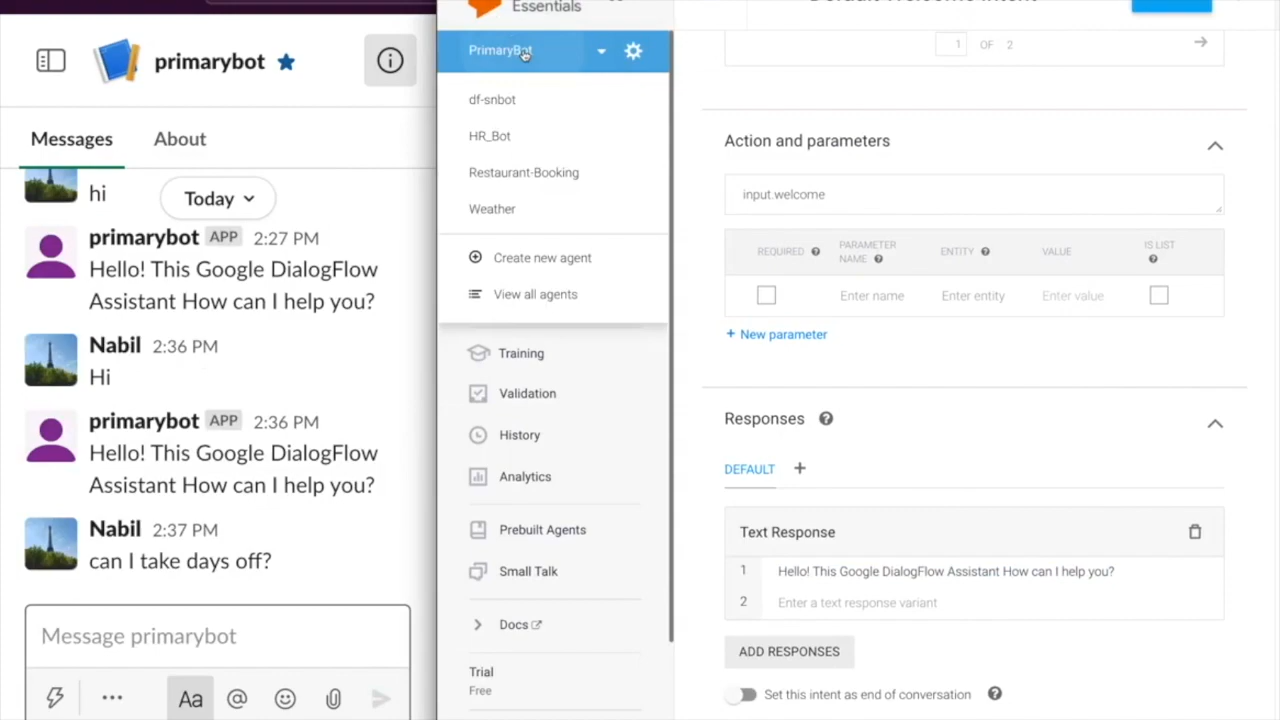 primarybot
Messages
About
hi
Today
primarybot APP 2:27 PM
Hello! This Google DialogFlow
Assistant How can I help you?
Nabil 2:36 PM
Hi
primarybot APP 2:36 PM
Hello! This Google DialogFlow
Assistant How can I help you?
Nabil 2:37 PM
can I take days off?
Message primarybot
Aa
Essentials
PrimaryBot
df-snbot
HR_Bot
Restaurant-Booking
Weather
Create new agent
View all agents
Training
Validation
History
Analytics
Prebuilt Agents
Small Talk
Docs
Trial
Free
Default Welcome Intent
1 OF 2
Action and parameters
input.welcome
REQUIRED
PARAMETER
NAME
ENTITY
VALUE
IS LIST
Enter name
Enter entity
Enter value
+ New parameter
Responses
DEFAULT +
Text Response
1 Hello! This Google DialogFlow Assistant How can I help you?
2 Enter a text response variant
ADD RESPONSES
Set this intent as end of conversation